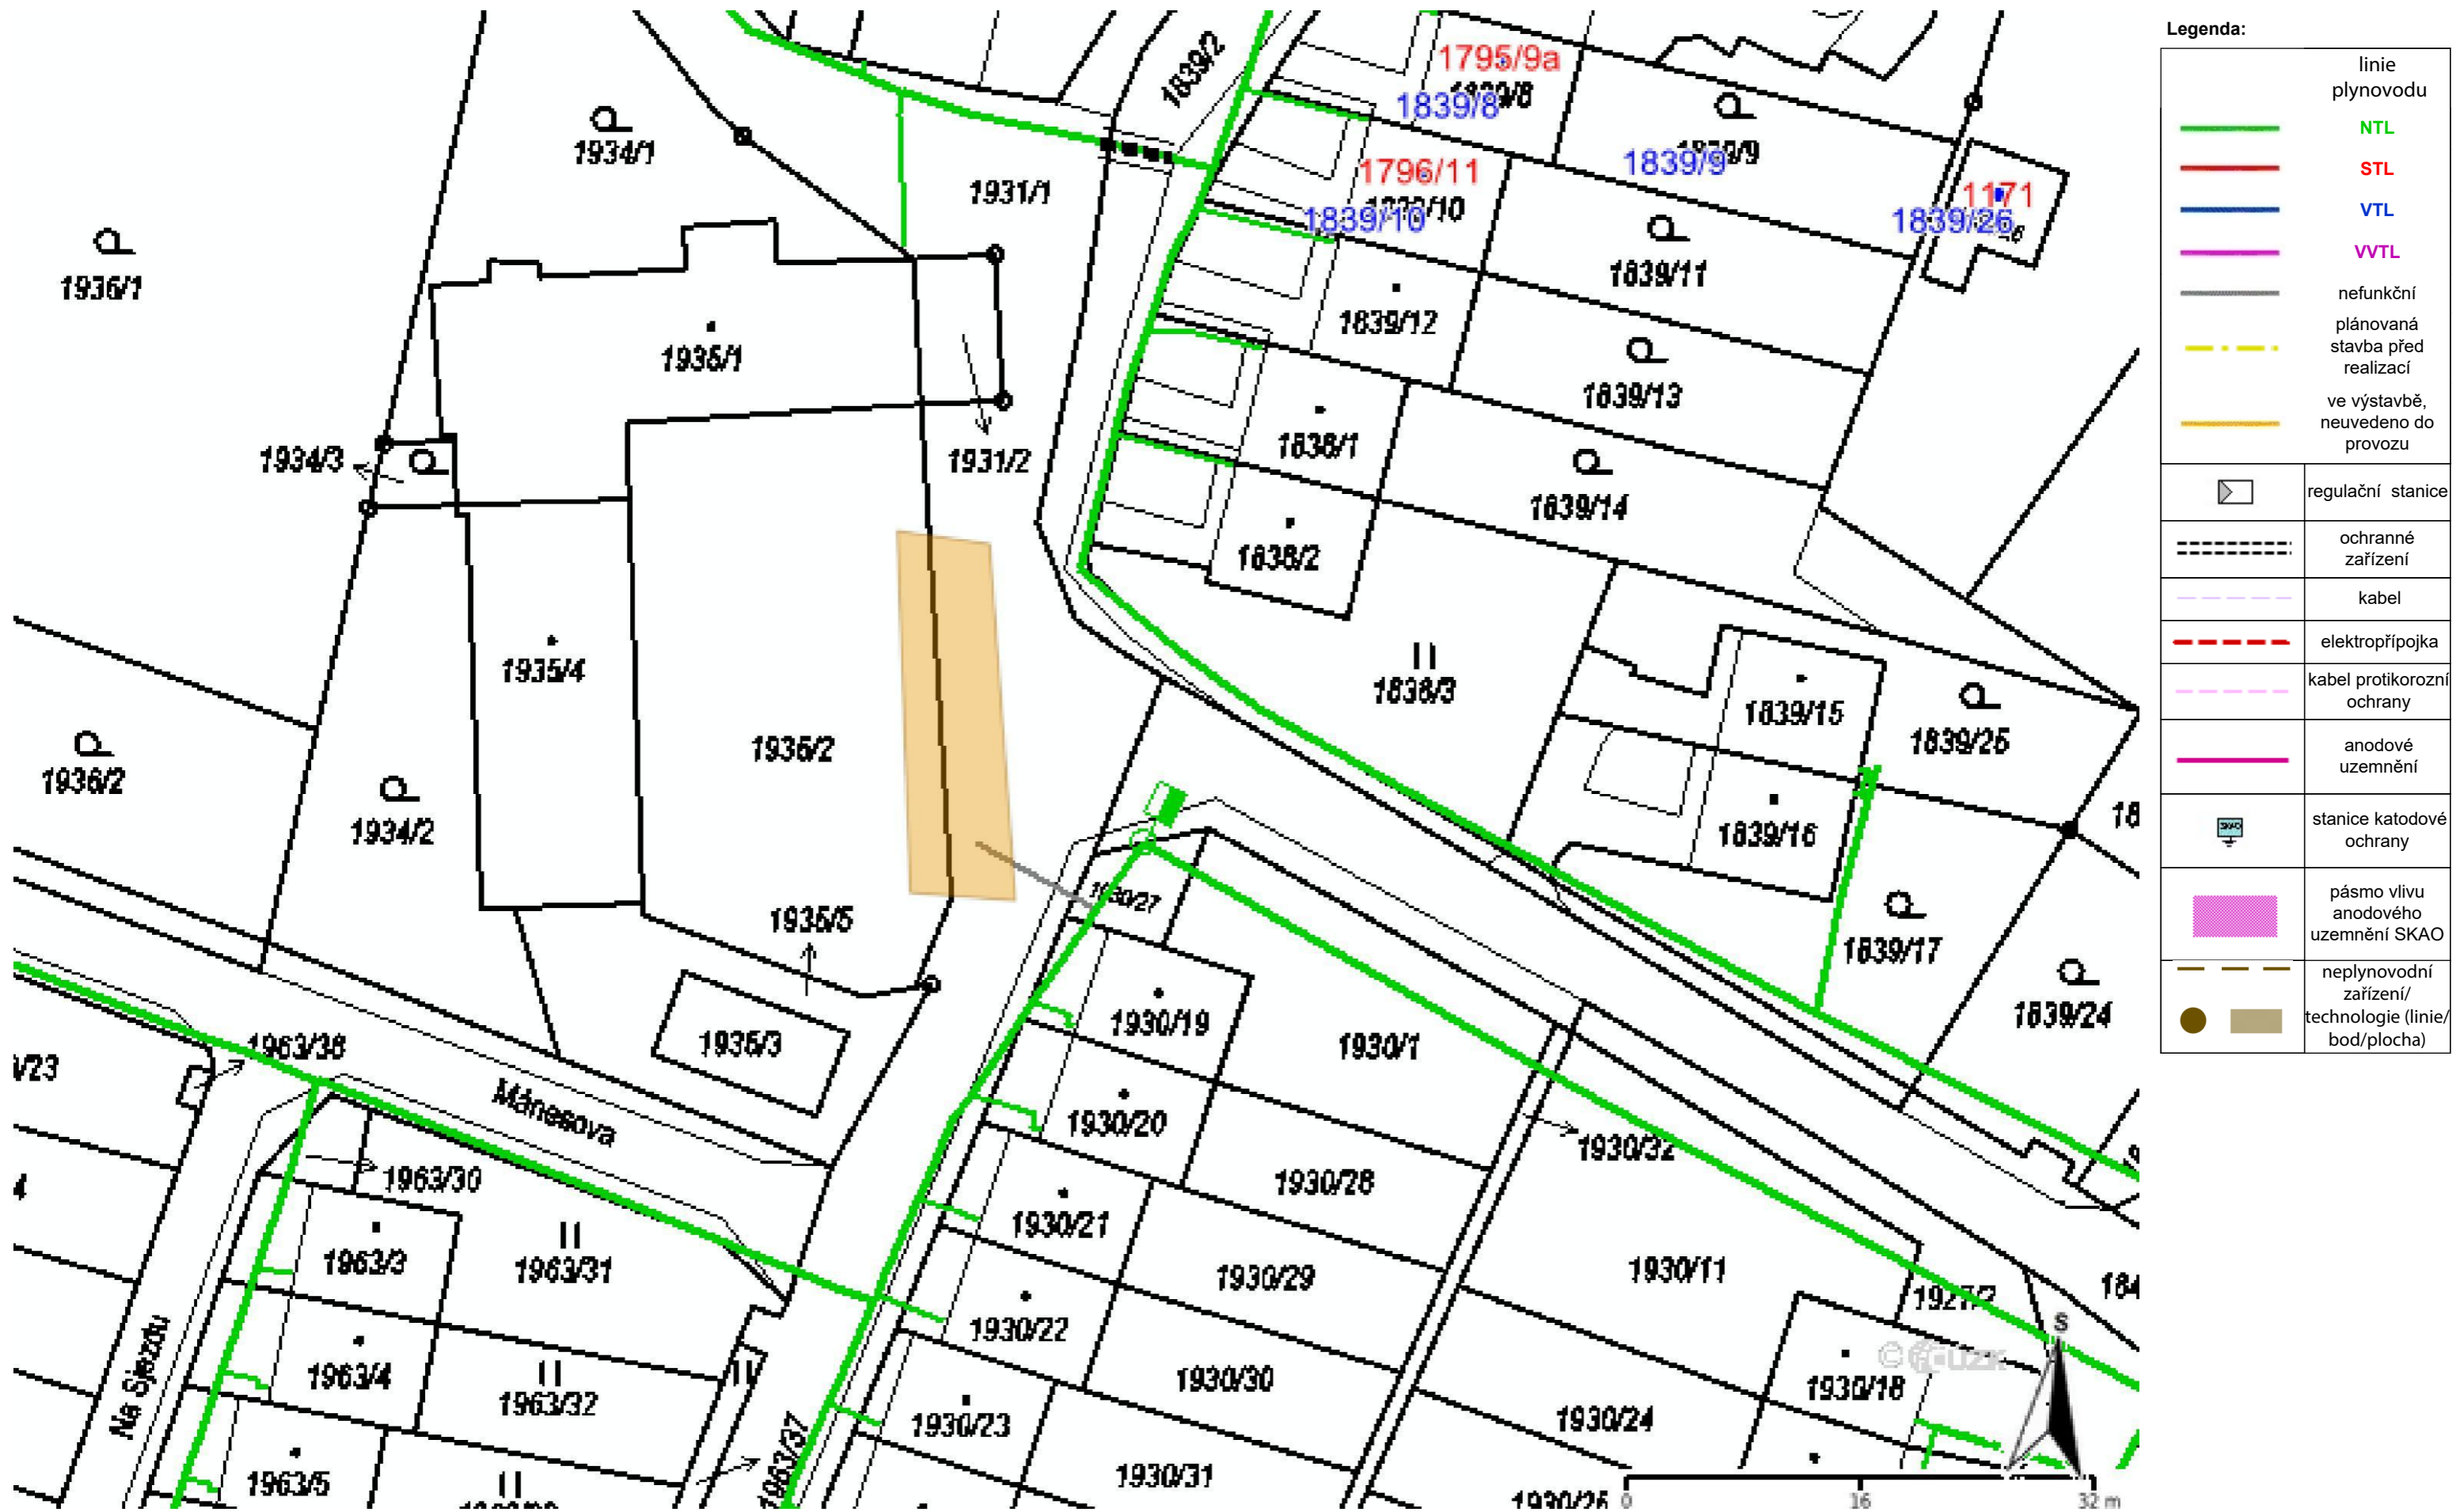 Legenda:
linie
plynovodu
NTL
STL
VTL
VVTL
nefunkční
plánovaná
stavba před
realizací
ve výstavbě,
neuvedeno do
provozu
regulační stanice
ochranné
zařízení
kabel
elektropřípojka
kabel protikorozní
ochrany
anodové
uzemnění
stanice katodové
ochrany
pásmo vlivu
anodového
uzemnění SKAO
neplynovodní
zařízení/
technologie (linie/
bod/plocha)
1839/2
1795/9a
1839/8
1934/1
1839/9
1796/11
1931/1
1171
1839/10
1839/26
1936/1
1839/11
1839/12
1935/1
1839/13
1838/1
1934/3
1931/2
1839/14
1838/2
1935/4
1838/3
1839/15
1839/25
1935/2
1936/2
1934/2
1839/16
1930/27
1935/5
1839/17
1839/24
1930/19
1935/3
1930/1
1963/36
Mánesova
1930/20
1930/32
1963/30
1930/28
1930/21
1963/3
1963/31
1930/29
1930/11
1927/2
1930/22
1963/4
1963/32
1930/30
1930/18
Na Sjezdu
1930/23
1930/24
1963/37
1963/5
1930/31
S
0 16 32 m